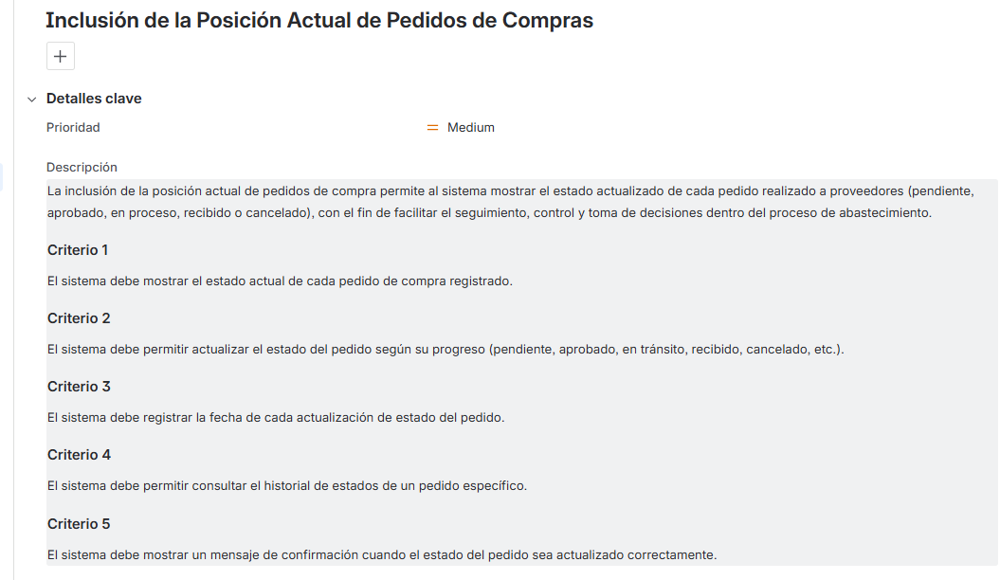 Inclusión de la Posición Actual de Pedidos de Compras
Detalles clave
Prioridad
Medium
Descripción
La inclusión de la posición actual de pedidos de compra permite al sistema mostrar el estado actualizado de cada pedido realizado a proveedores (pendiente,
aprobado, en proceso, recibido o cancelado), con el fin de facilitar el seguimiento, control y toma de decisiones dentro del proceso de abastecimiento.
Criterio 1
El sistema debe mostrar el estado actual de cada pedido de compra registrado.
Criterio 2
El sistema debe permitir actualizar el estado del pedido según su progreso (pendiente, aprobado, en tránsito, recibido, cancelado, etc.).
Criterio 3
El sistema debe registrar la fecha de cada actualización de estado del pedido.
Criterio 4
El sistema debe permitir consultar el historial de estados de un pedido específico.
Criterio 5
El sistema debe mostrar un mensaje de confirmación cuando el estado del pedido sea actualizado correctamente.